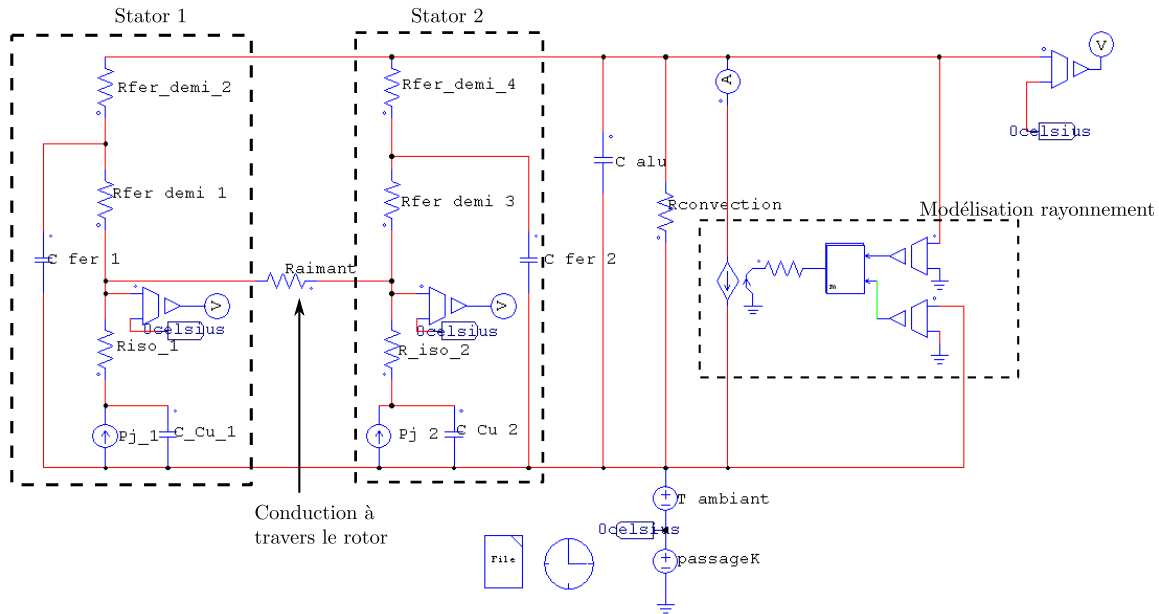 Stator 1
Stator 2
V
Rfer_demi_2
Rfer_demi_4
A
0celsius
C alu
Rfer demi 1
Rfer demi 3
Rconvection
Modélisation rayonnement
C fer 1
Raimant
C fer 2
m
V
V
0celsius
0celsius
Riso_1
R_iso_2
Pj_1
C_Cu_1
Pj 2
C Cu 2
T ambiant
Conduction à
travers le rotor
0celsius
File
passageK